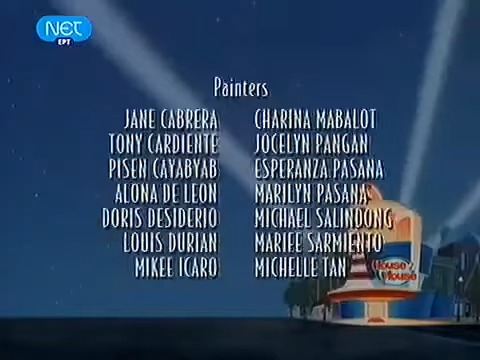 NET
ΕΡΤ
Painters
JANE CABRERA CHARINA MABALOT
TONY CARDIENTE JOCELYN PANGAN
PISEN CAYABYAB ESPERANZA PASANA
ALONA DE LEON MARILYN PASANA
DORIS DESIDERIO MICHAEL SALINDONG
LOUIS DURIAN MARIEE SARMIENTO
MIKEE ICARO MICHELLE TAN
House of
Mouse